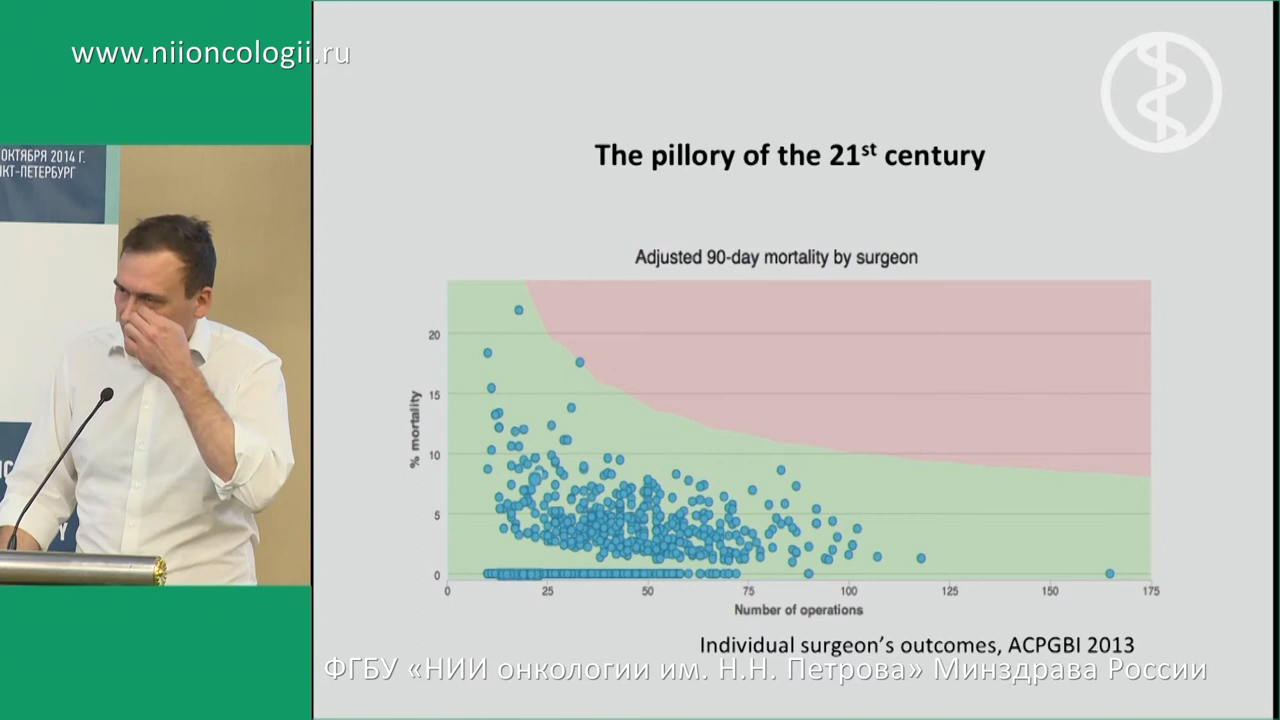 www.niioncologii.ru
ОКТЯБРЯ 2014 Г.
НКТ-ПЕТЕРБУРГ
The pillory of the 21st century
Adjusted 90-day mortality by surgeon
% mortality
20
15
10
5
0
0 25 50 75 100 125 150 175
Number of operations
Individual surgeon's outcomes, ACPGBI 2013
ФГБУ «НИИ онкологии им. Н.Н. Петрова» Минздрава России